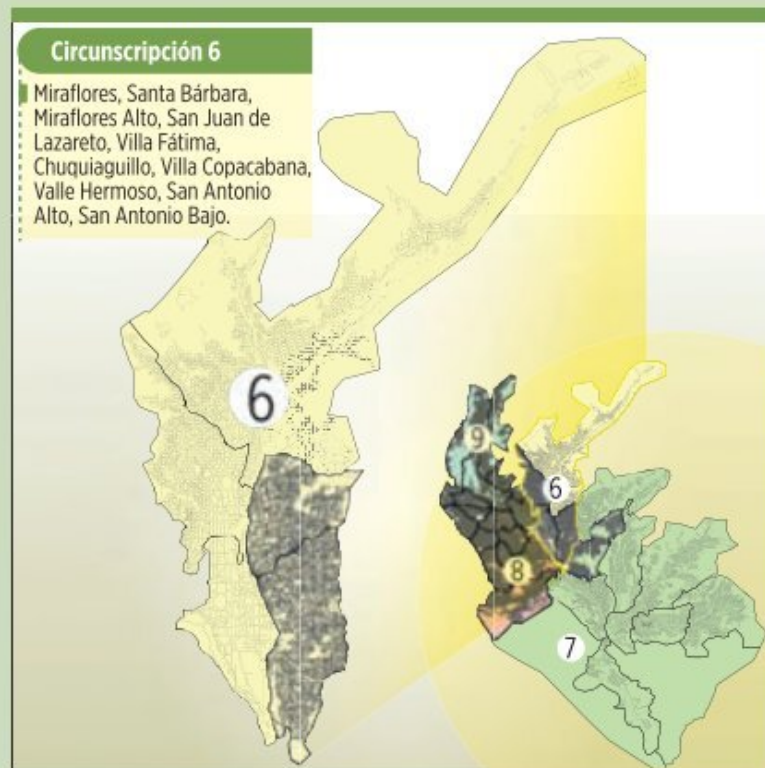 Circunscripción 6
Miraflores, Santa Bárbara,
Miraflores Alto, San Juan de
Lazareto, Villa Fátima,
Chuquiaguillo, Villa Copacabana,
Valle Hermoso, San Antonio
Alto, San Antonio Bajo.
6
9
6
8
7